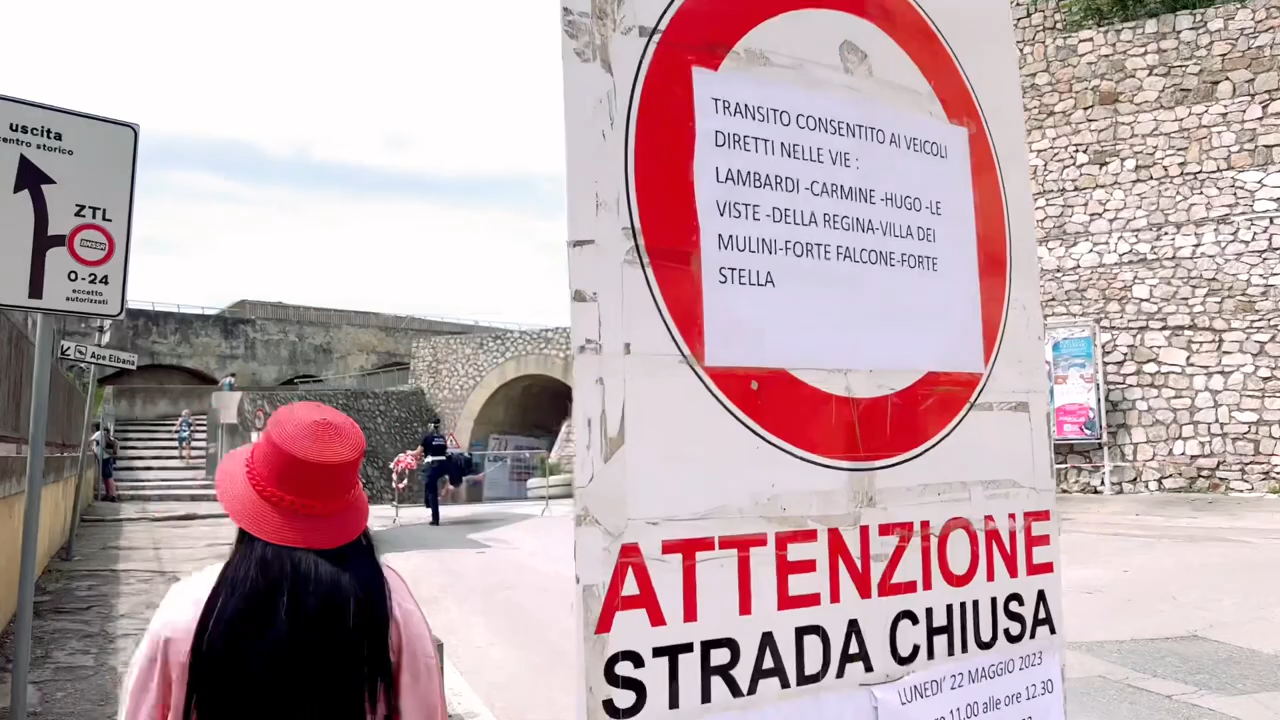 uscita
centro storico
ZTL
0-24
eccetto
autorizzati
Ape Elbana
TRANSITO CONSENTITO AI VEICOLI
DIRETTI NELLE VIE :
LAMBARDI -CARMINE -HUGO -LE
VISTE -DELLA REGINA-VILLA DEI
MULINI-FORTE FALCONE-FORTE
STELLA
ATTENZIONE
STRADA CHIUSA
LUNEDI' 22 MAGGIO 2023
11.00 alle ore 12.30